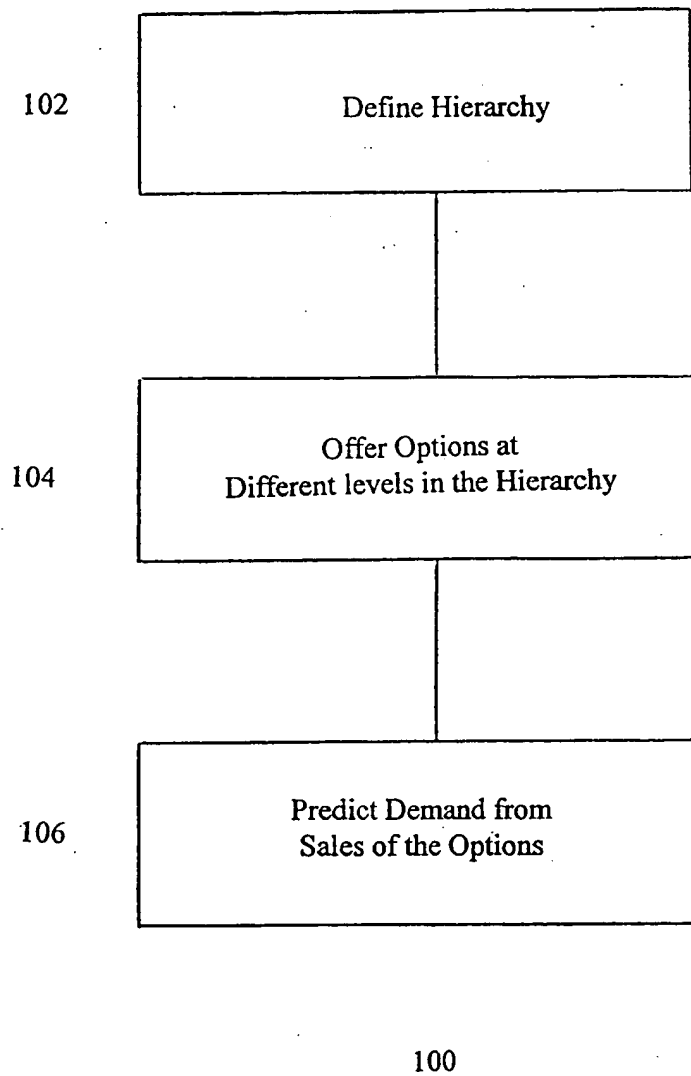 102
Define Hierarchy
104
Offer Options at
Different levels in the Hierarchy
106
Predict Demand from
Sales of the Options
100